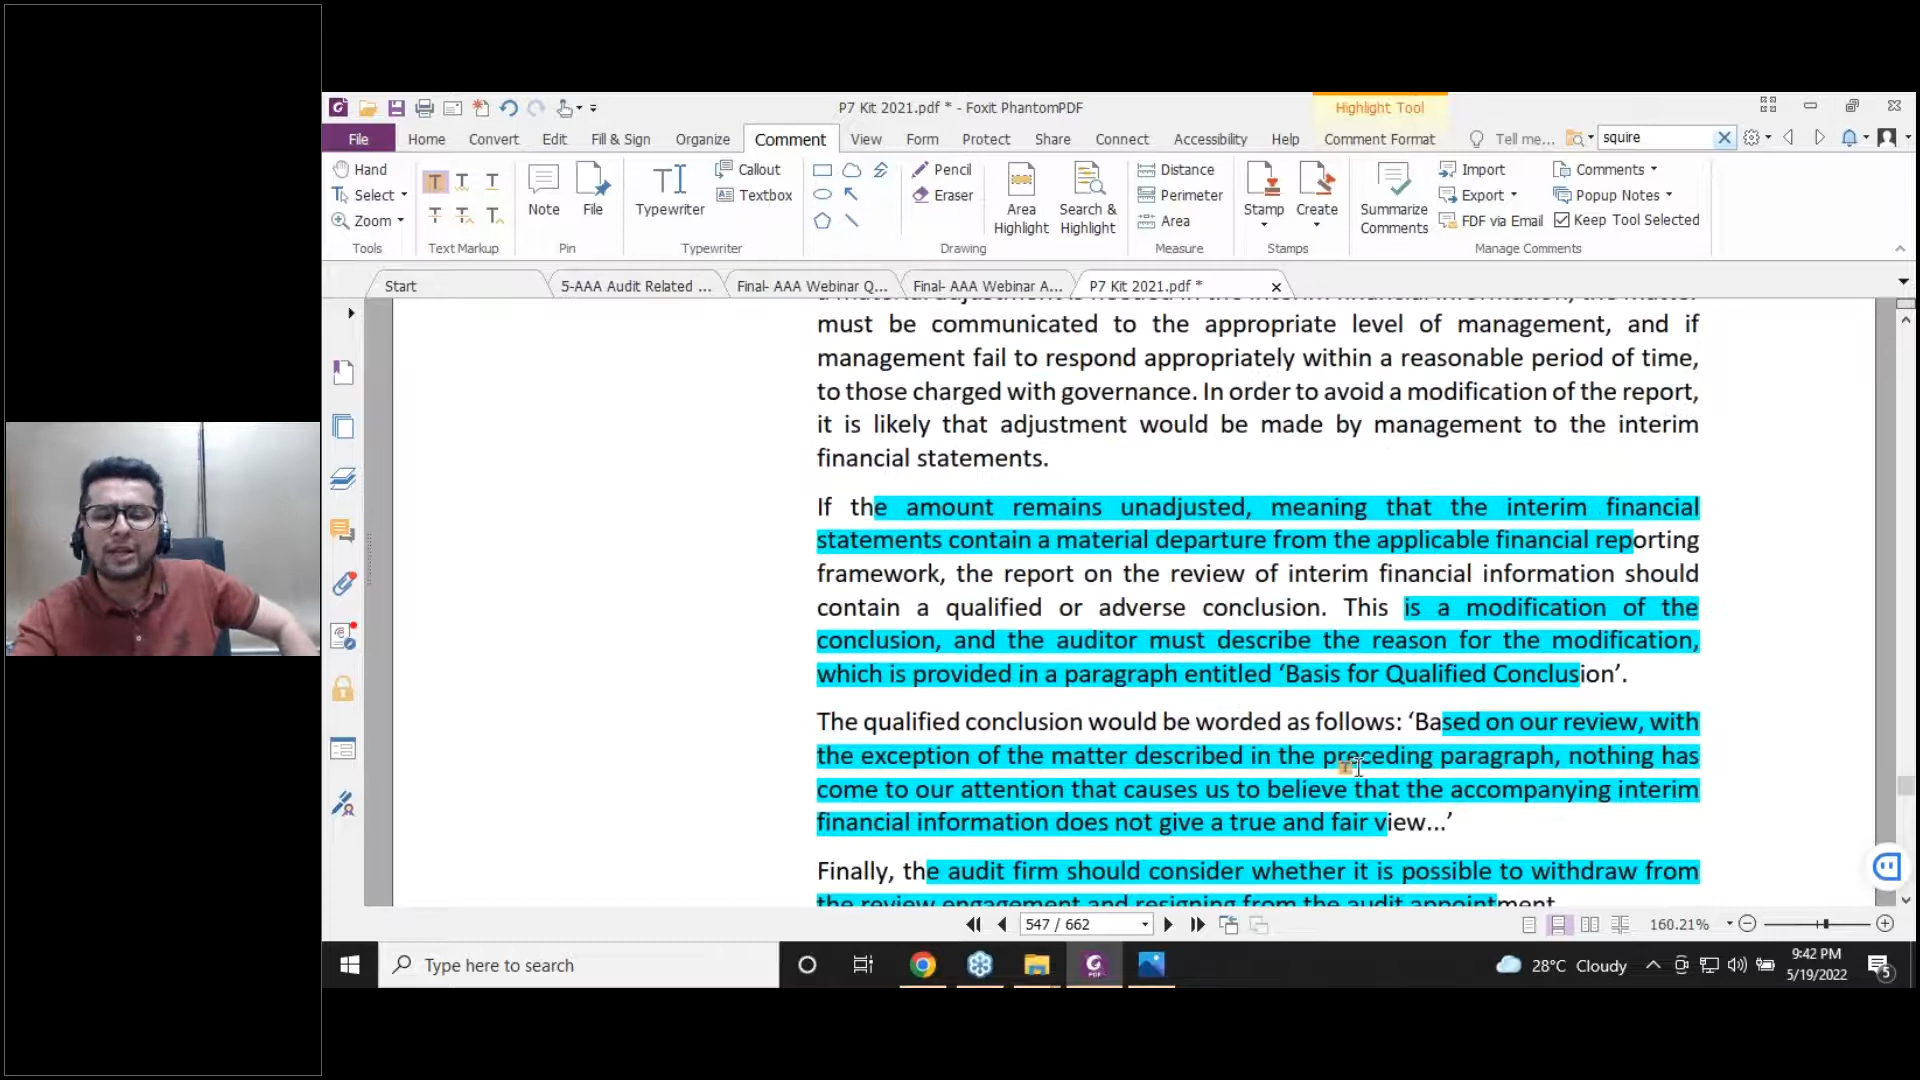 P7 Kit 2021.pdf * - Foxit PhantomPDF
Highlight Tool
File Home Convert Edit Fill & Sign Organize Comment View Form Protect Share Connect Accessibility Help Comment Format Tell me... squire
Hand
Select
Zoom
Tools
Text Markup
Note
File
Pin
Typewriter
Callout
Textbox
Typewriter
Pencil
Eraser
Area Highlight
Search & Highlight
Drawing
Distance
Perimeter
Area
Measure
Stamp
Create
Stamps
Summarize Comments
Import
Export
FDF via Email
Comments
Popup Notes
Keep Tool Selected
Manage Comments
Start 5-AAA Audit Related ... Final- AAA Webinar Q... Final- AAA Webinar A... P7 Kit 2021.pdf *
must be communicated to the appropriate level of management, and if
management fail to respond appropriately within a reasonable period of time,
to those charged with governance. In order to avoid a modification of the report,
it is likely that adjustment would be made by management to the interim
financial statements.
If the amount remains unadjusted, meaning that the interim financial
statements contain a material departure from the applicable financial reporting
framework, the report on the review of interim financial information should
contain a qualified or adverse conclusion. This is a modification of the
conclusion, and the auditor must describe the reason for the modification,
which is provided in a paragraph entitled ‘Basis for Qualified Conclusion’.
The qualified conclusion would be worded as follows: ‘Based on our review, with
the exception of the matter described in the preceding paragraph, nothing has
come to our attention that causes us to believe that the accompanying interim
financial information does not give a true and fair view...’
Finally, the audit firm should consider whether it is possible to withdraw from
the review engagement and resigning from the audit appointment.
547 / 662
160.21%
Type here to search
28°C Cloudy
9:42 PM
5/19/2022
5